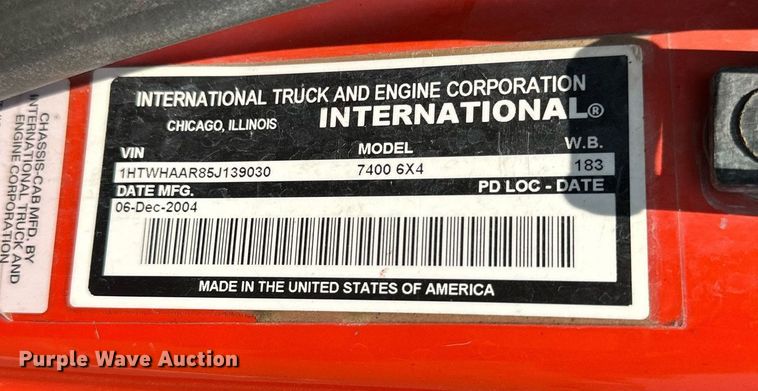 INTERNATIONAL TRUCK AND ENGINE CORPORATION
CHICAGO, ILLINOIS INTERNATIONAL®
VIN MODEL W.B.
1HTWHAAR85J139030 7400 6X4 183
DATE MFG. PD LOC - DATE
06-Dec-2004
MADE IN THE UNITED STATES OF AMERICA
CHASSIS-CAB MFD. BY
INTERNATIONAL TRUCK AND
ENGINE CORPORATION
Purple Wave Auction